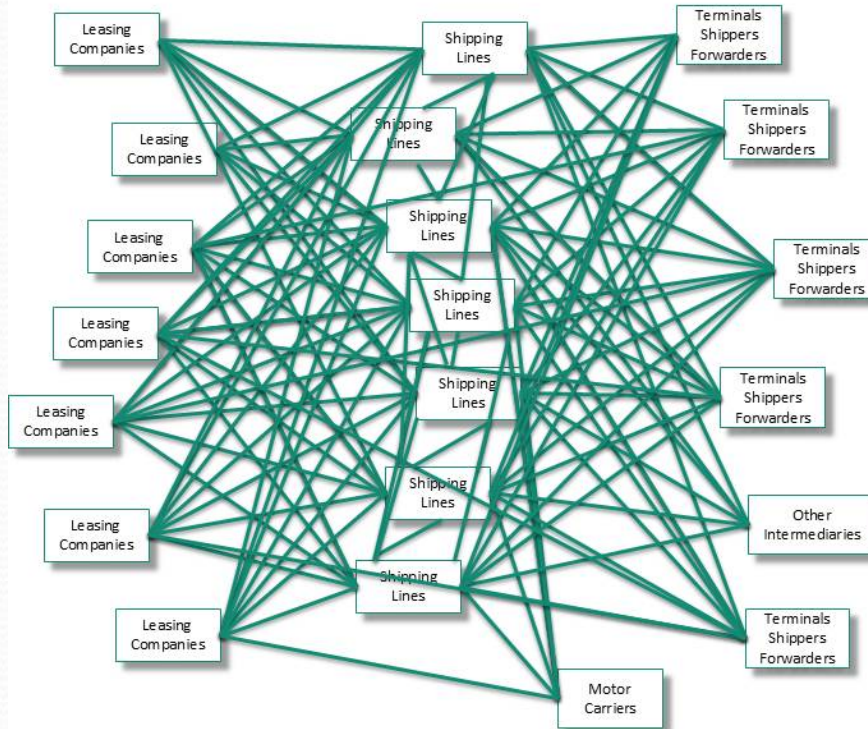 Leasing
Companies
Shipping
Lines
Terminals
Shippers
Forwarders
Leasing
Companies
Shipping
Lines
Terminals
Shippers
Forwarders
Leasing
Companies
Shipping
Lines
Terminals
Shippers
Forwarders
Leasing
Companies
Shipping
Lines
Terminals
Shippers
Forwarders
Leasing
Companies
Shipping
Lines
Leasing
Companies
Shipping
Lines
Other
Intermediaries
Leasing
Companies
Shipping
Lines
Terminals
Shippers
Forwarders
Motor
Carriers